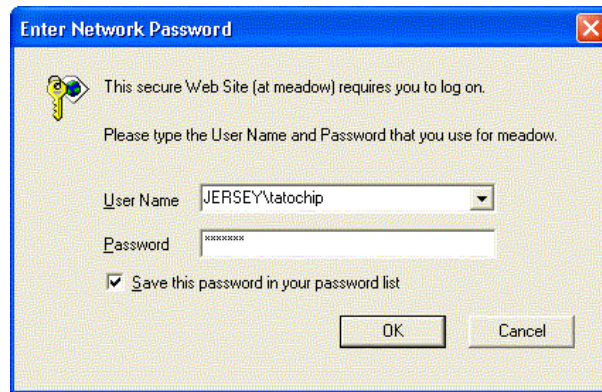 Enter Network Password
This secure Web Site (at meadow) requires you to log on.
Please type the User Name and Password that you use for meadow.
User Name JERSEY\tatochip
Password *******
Save this password in your password list
OK Cancel